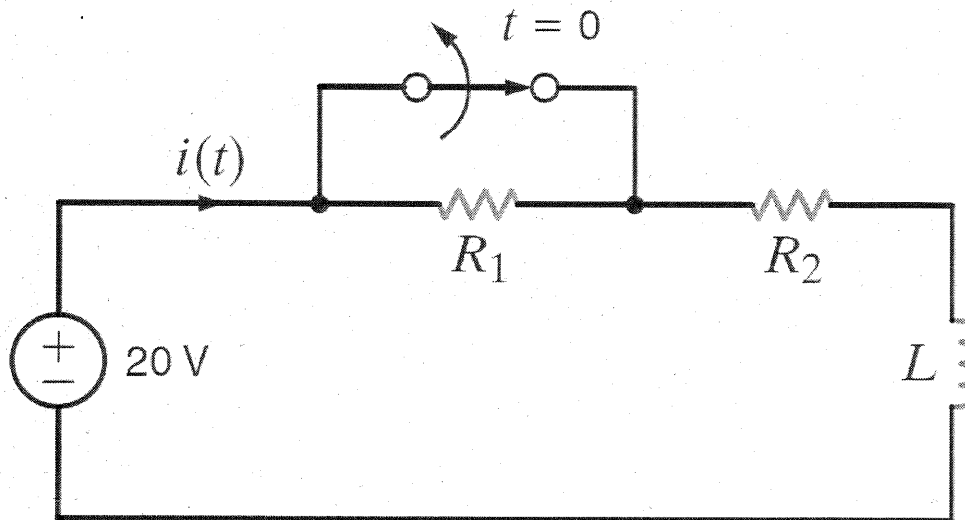 t = 0
i(t)
R₁
R₂
+
−
20 V
L